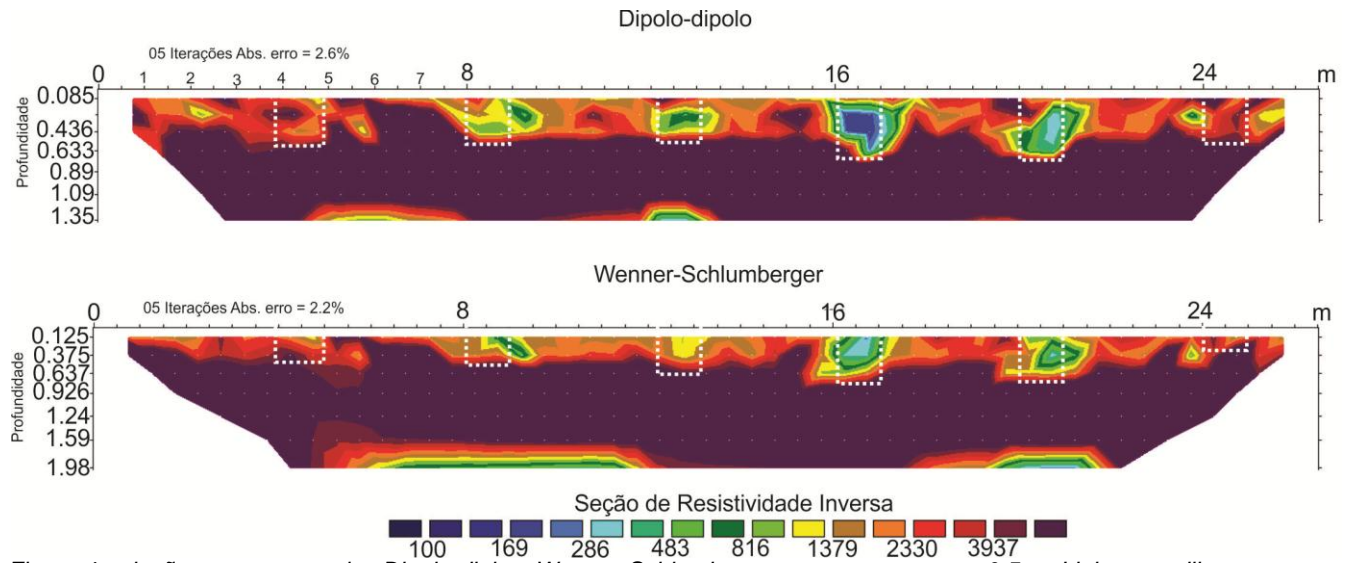 Dipolo-dipolo
05 Iterações Abs. erro = 2.6%
0 1 2 3 4 5 6 7 8 16 24 m
Profundidade
0.085
0.436
0.633
0.89
1.09
1.35
Wenner-Schlumberger
05 Iterações Abs. erro = 2.2%
0 8 16 24 m
Profundidade
0.125
0.375
0.637
0.926
1.24
1.59
1.98
Seção de Resistividade Inversa
100 169 286 483 816 1379 2330 3937